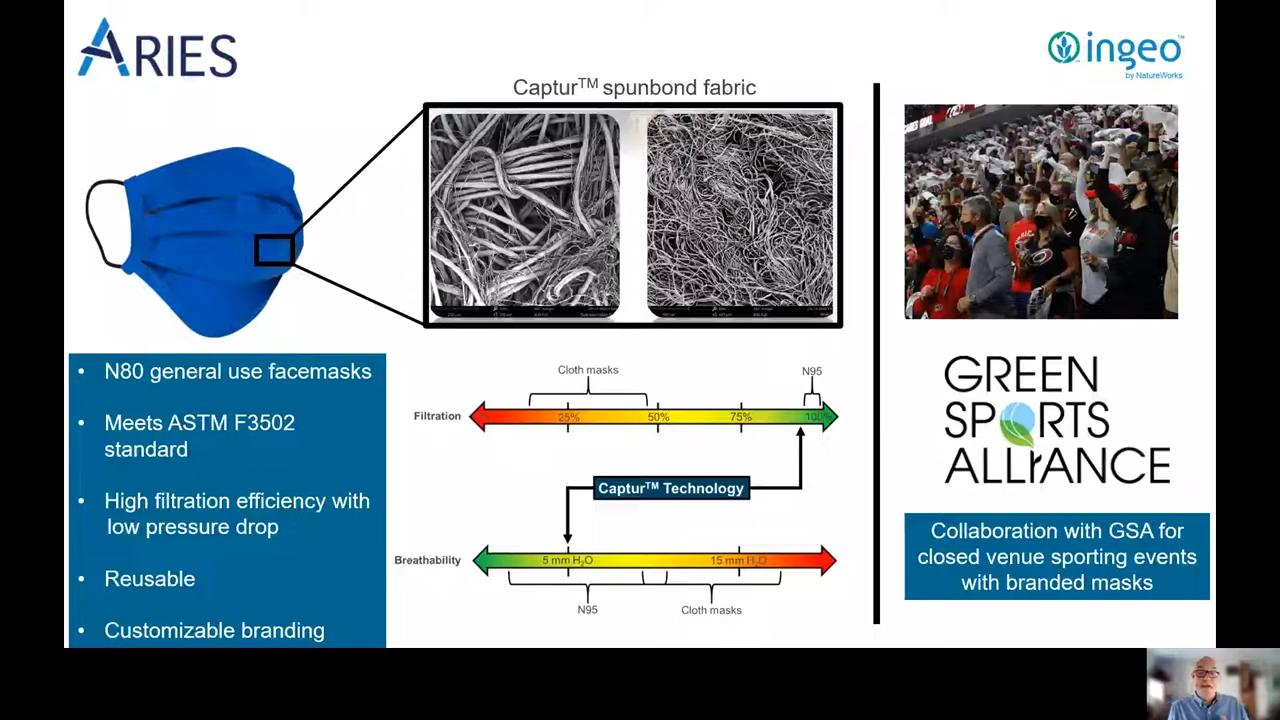 ARIES
ingeo™
by NatureWorks
Captur™ spunbond fabric
• N80 general use facemasks
• Meets ASTM F3502
standard
• High filtration efficiency with
low pressure drop
• Reusable
• Customizable branding
Cloth masks
N95
Filtration
25%
50%
75%
100%
Captur™ Technology
Breathability
5 mm H₂O
15 mm H₂O
N95
Cloth masks
GREEN
SPORTS
ALLIANCE
Collaboration with GSA for
closed venue sporting events
with branded masks